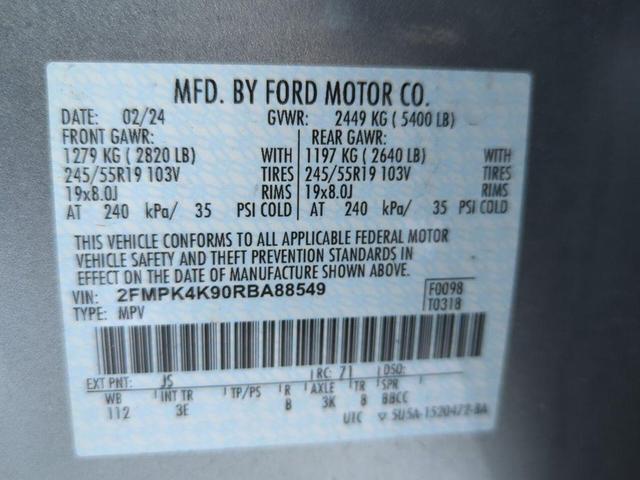 MFD. BY FORD MOTOR CO.
DATE: 02/24 GVWR: 2449 KG ( 5400 LB)
FRONT GAWR: REAR GAWR:
1279 KG ( 2820 LB) WITH 1197 KG ( 2640 LB) WITH
245/55R19 103V TIRES 245/55R19 103V TIRES
19x8.0J RIMS 19x8.0J RIMS
AT 240 kPa/ 35 PSI COLD AT 240 kPa/ 35 PSI COLD
THIS VEHICLE CONFORMS TO ALL APPLICABLE FEDERAL MOTOR
VEHICLE SAFETY AND THEFT PREVENTION STANDARDS IN
EFFECT ON THE DATE OF MANUFACTURE SHOWN ABOVE.
VIN: 2FMPK4K90RBA88549 F0098
TYPE: MPV T0318
EXT PNT: JS RC: 71 DSO:
WB INT TR TP/PS R AXLE TR SPR
112 3E B 3K 8 BBCC
UTC